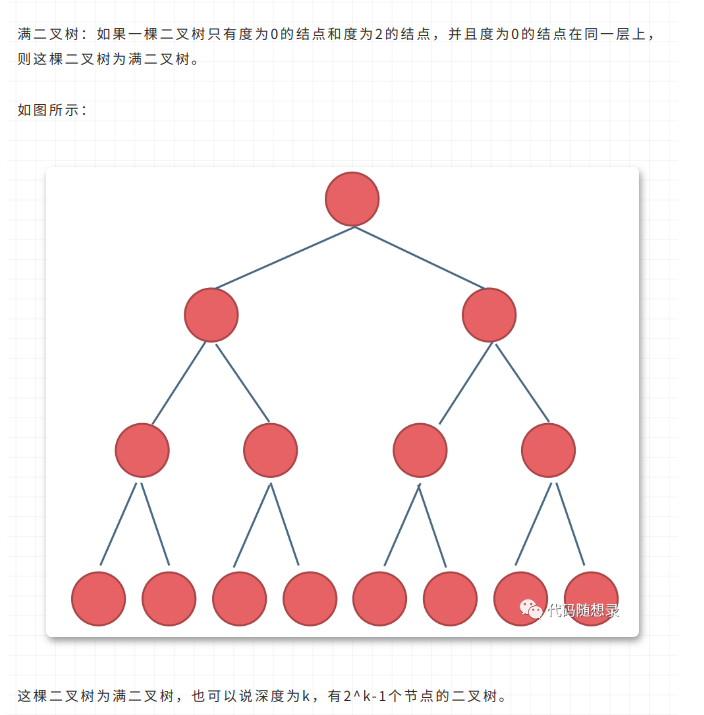 满二叉树：如果一棵二叉树只有度为0的结点和度为2的结点，并且度为0的结点在同一层上，
则这棵二叉树为满二叉树。
如图所示：
代码随想录
这棵二叉树为满二叉树，也可以说深度为k，有2^k-1个节点的二叉树。